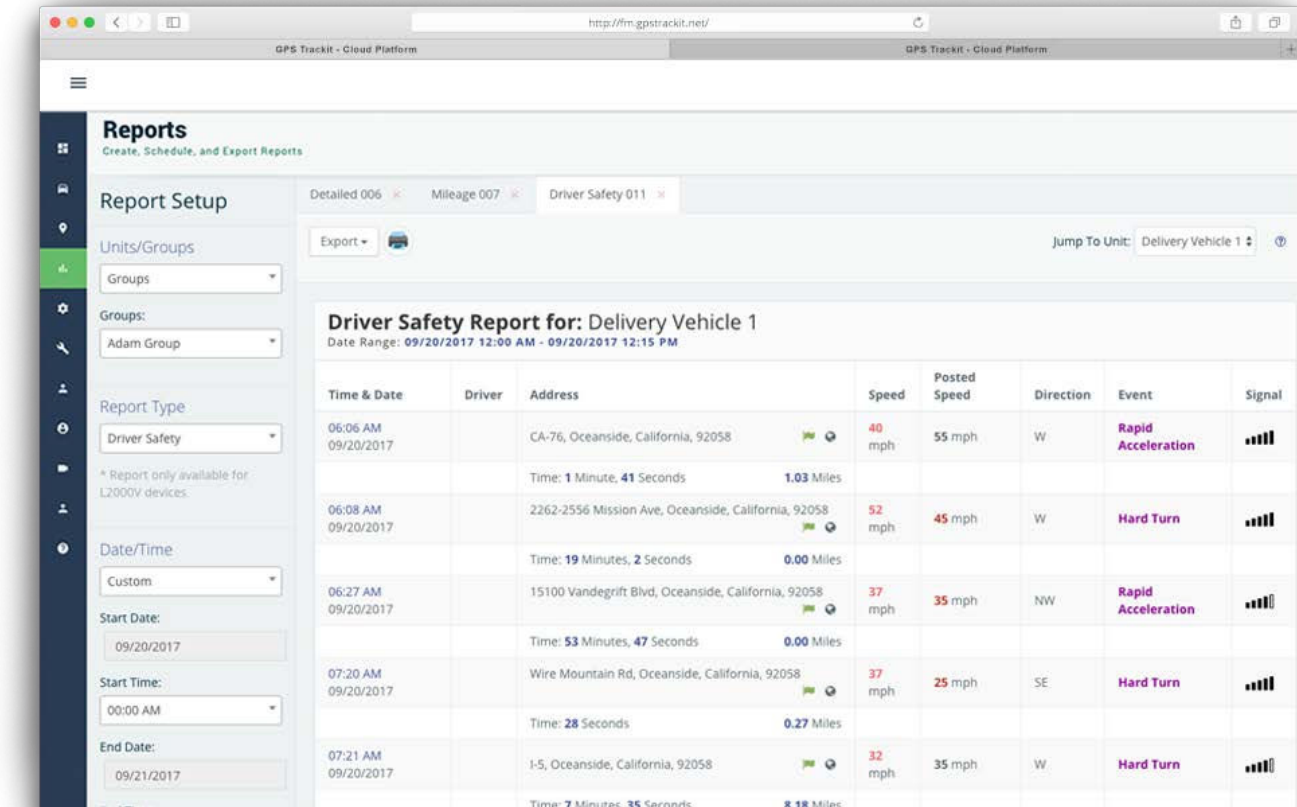 http://fm.gpstrackit.net/
GPS Trackit - Cloud Platform
GPS Trackit - Cloud Platform
Reports
Create, Schedule, and Export Reports
Report Setup
Detailed 006
Mileage 007
Driver Safety 011
Units/Groups
Export
Jump To Unit: Delivery Vehicle 1
Groups
Groups:
Adam Group
Report Type
Driver Safety
* Report only available for
L2000V devices.
Date/Time
Custom
Start Date:
09/20/2017
Start Time:
00:00 AM
End Date:
09/21/2017
Driver Safety Report for: Delivery Vehicle 1
Date Range: 09/20/2017 12:00 AM - 09/20/2017 12:15 PM
Time & Date Driver Address Speed Posted Speed Direction Event Signal
06:06 AM
09/20/2017
CA-76, Oceanside, California, 92058
40 mph
55 mph
W
Rapid Acceleration
Time: 1 Minute, 41 Seconds 1.03 Miles
06:08 AM
09/20/2017
2262-2556 Mission Ave, Oceanside, California, 92058
52 mph
45 mph
W
Hard Turn
Time: 19 Minutes, 2 Seconds 0.00 Miles
06:27 AM
09/20/2017
15100 Vandegrift Blvd, Oceanside, California, 92058
37 mph
35 mph
NW
Rapid Acceleration
Time: 53 Minutes, 47 Seconds 0.00 Miles
07:20 AM
09/20/2017
Wire Mountain Rd, Oceanside, California, 92058
37 mph
25 mph
SE
Hard Turn
Time: 28 Seconds 0.27 Miles
07:21 AM
09/20/2017
I-5, Oceanside, California, 92058
32 mph
35 mph
W
Hard Turn
Time: 7 Minutes, 35 Seconds 8.18 Miles